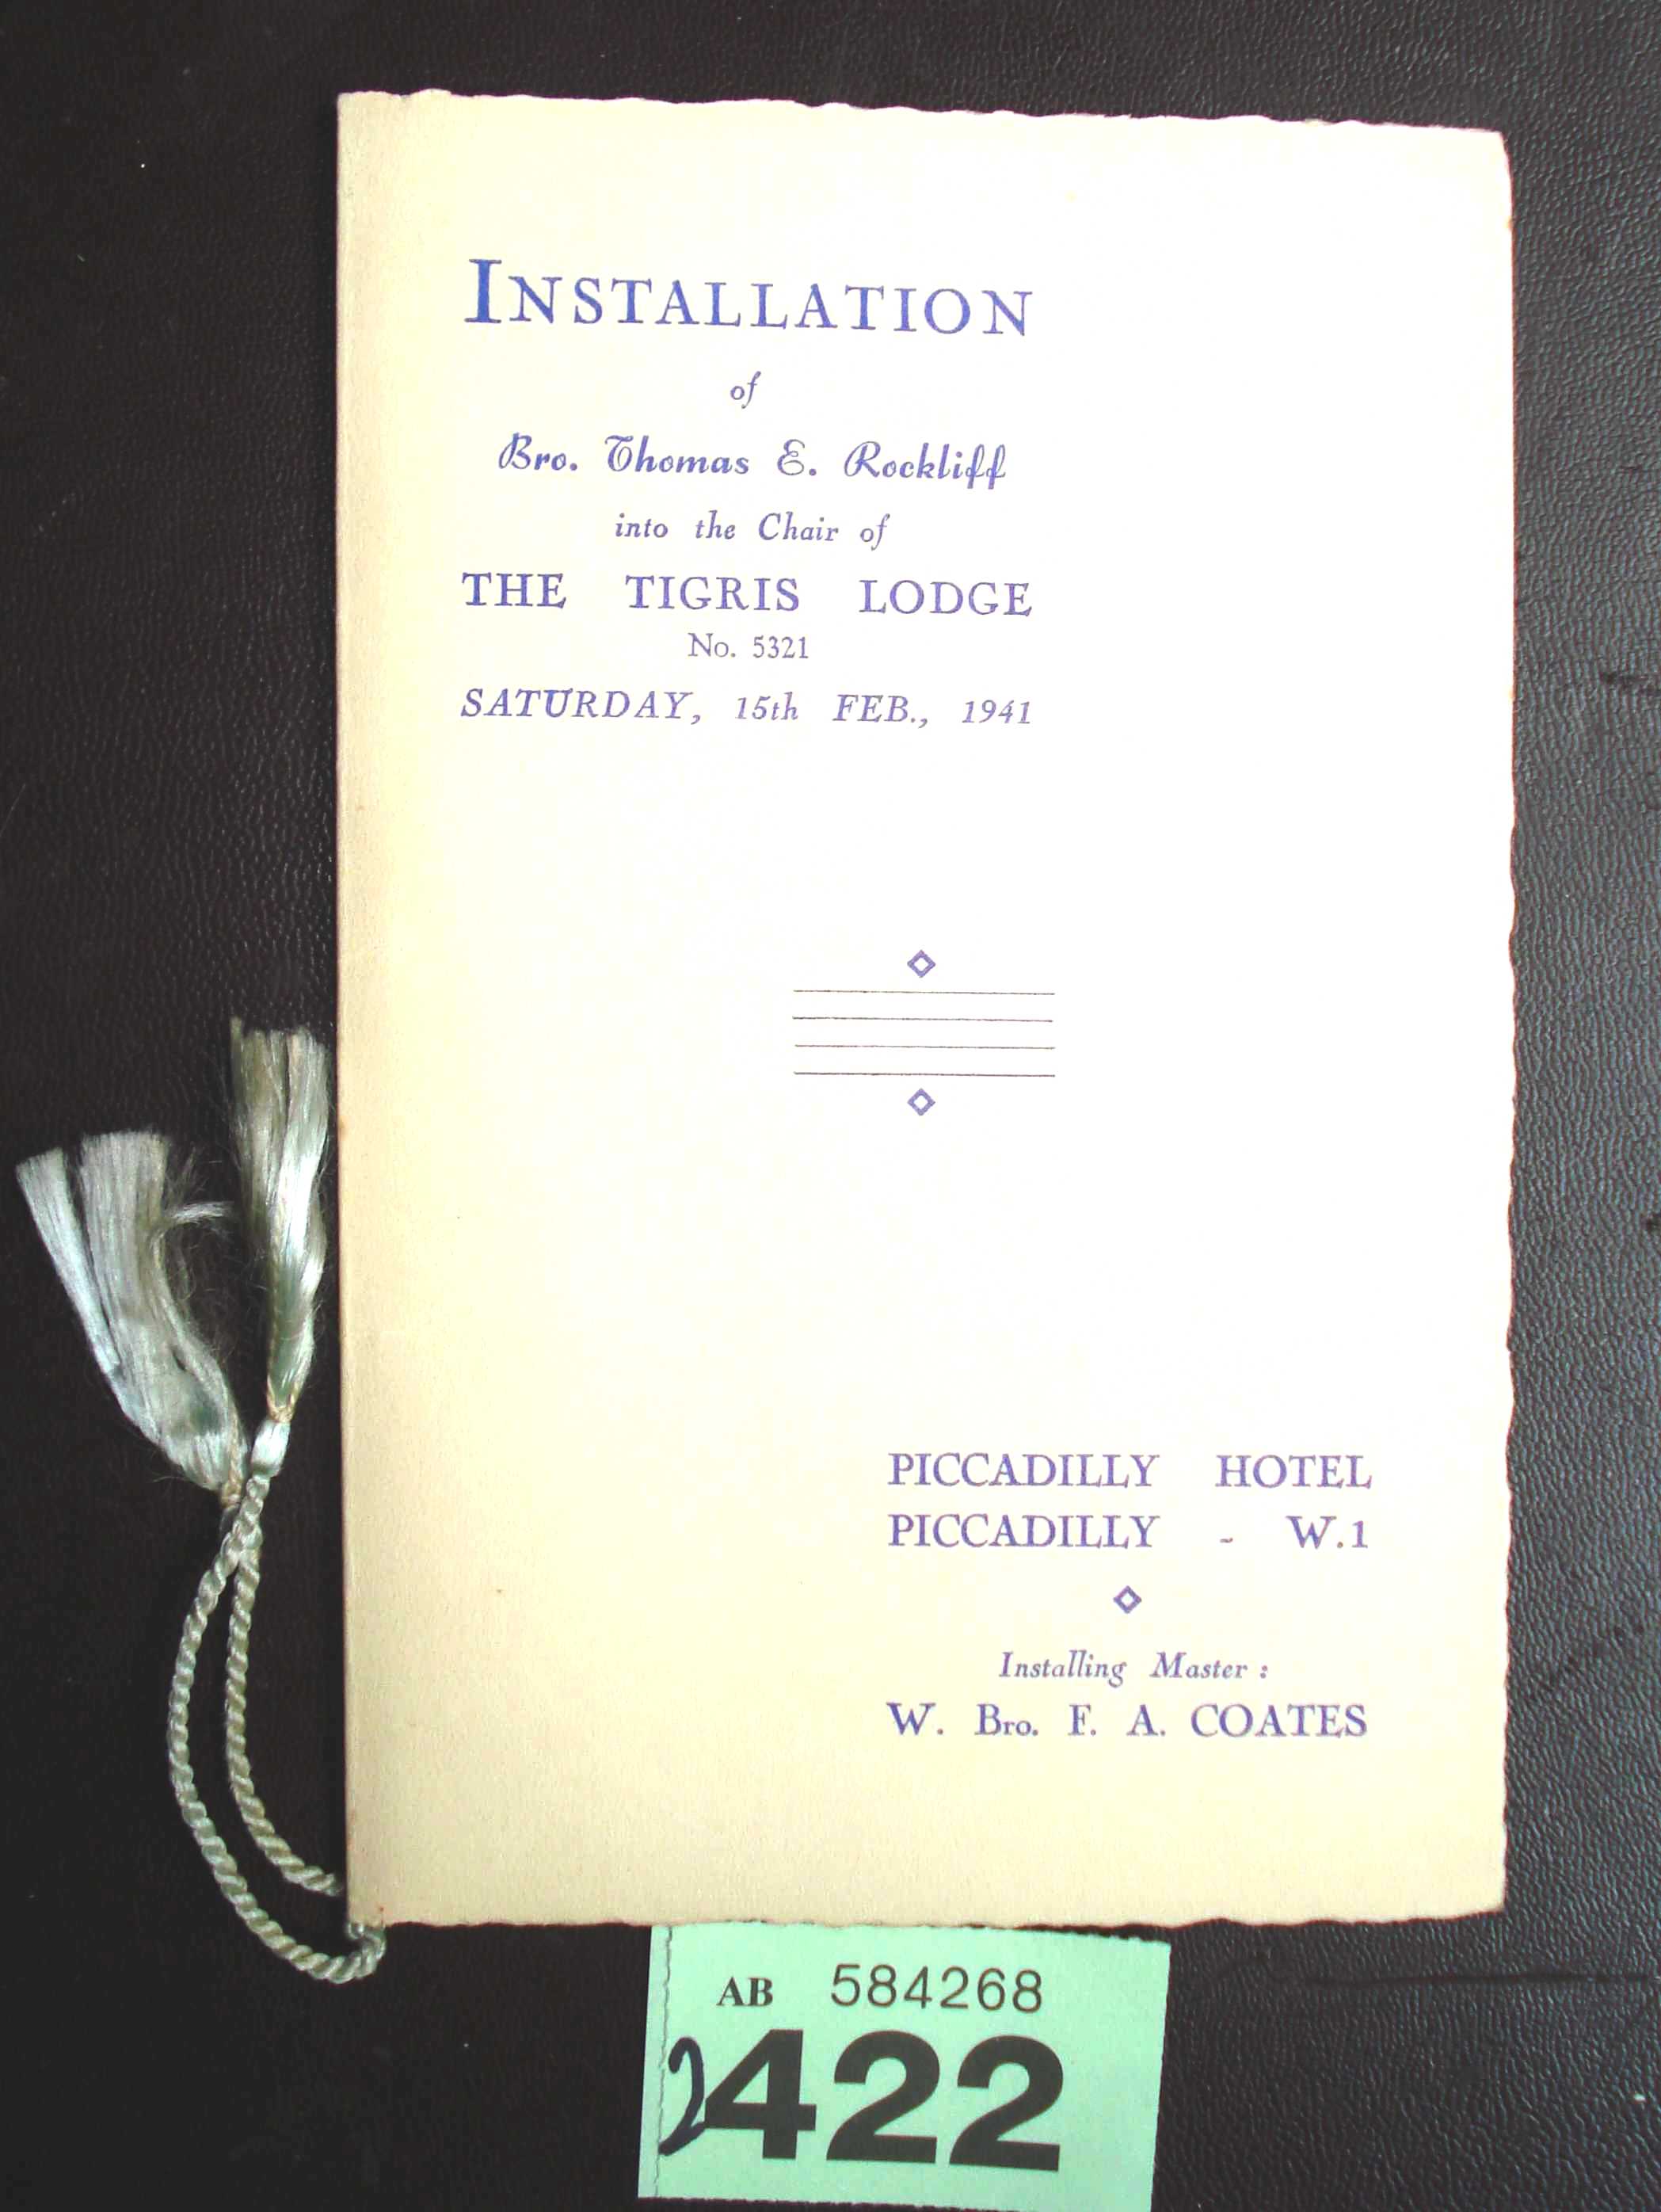 INSTALLATION
of
Bro. Thomas E. Rockliff
into the Chair of
THE TIGRIS LODGE
No. 5321
SATURDAY, 15th FEB., 1941
PICCADILLY HOTEL
PICCADILLY - W.1
Installing Master :
W. Bro. F. A. COATES
AB 584268
2422